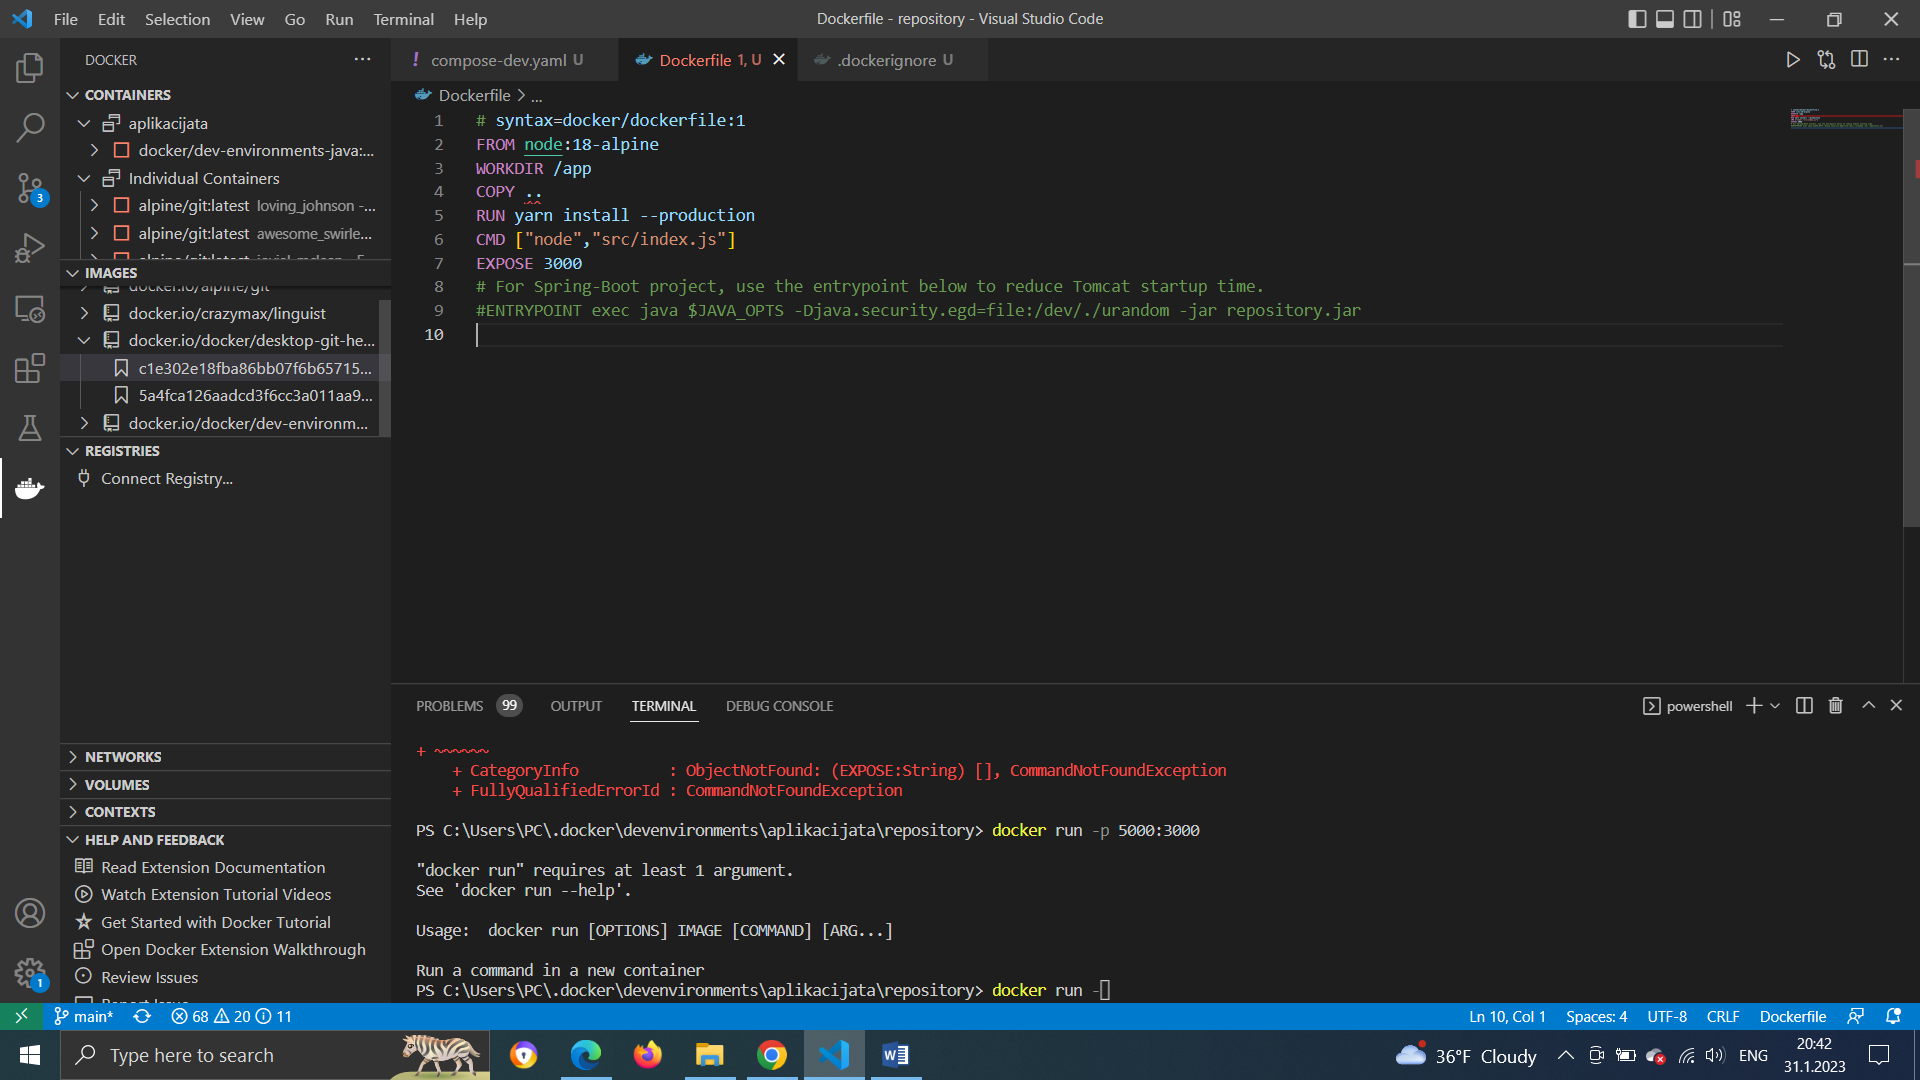 File Edit Selection View Go Run Terminal Help
Dockerfile - repository - Visual Studio Code
DOCKER
CONTAINERS
aplikacijata
docker/dev-environments-java:...
Individual Containers
alpine/git:latest loving_johnson -...
alpine/git:latest awesome_swirle...
IMAGES
docker.io/alpine/git
docker.io/crazymax/linguist
docker.io/docker/desktop-git-he...
c1e302e18fba86bb07f6b65715...
5a4fca126aadcd3f6cc3a011aa9...
docker.io/docker/dev-environm...
REGISTRIES
Connect Registry...
NETWORKS
VOLUMES
CONTEXTS
HELP AND FEEDBACK
Read Extension Documentation
Watch Extension Tutorial Videos
Get Started with Docker Tutorial
Open Docker Extension Walkthrough
Review Issues
Report Issue
3
1
compose-dev.yaml U
Dockerfile 1, U
.dockerignore U
Dockerfile > ...
1 # syntax=docker/dockerfile:1
2 FROM node:18-alpine
3 WORKDIR /app
4 COPY ..
5 RUN yarn install --production
6 CMD ["node","src/index.js"]
7 EXPOSE 3000
8 # For Spring-Boot project, use the entrypoint below to reduce Tomcat startup time.
9 #ENTRYPOINT exec java $JAVA_OPTS -Djava.security.egd=file:/dev/./urandom -jar repository.jar
10
PROBLEMS 99 OUTPUT TERMINAL DEBUG CONSOLE
powershell
+ ~~~~~~
+ CategoryInfo : ObjectNotFound: (EXPOSE:String) [], CommandNotFoundException
+ FullyQualifiedErrorId : CommandNotFoundException
PS C:\Users\PC\.docker\devenvironments\aplikacijata\repository> docker run -p 5000:3000
"docker run" requires at least 1 argument.
See 'docker run --help'.
Usage: docker run [OPTIONS] IMAGE [COMMAND] [ARG...]
Run a command in a new container
PS C:\Users\PC\.docker\devenvironments\aplikacijata\repository> docker run -
main* 68 20 11
Ln 10, Col 1 Spaces: 4 UTF-8 CRLF Dockerfile
Type here to search
36°F Cloudy
ENG
20:42
31.1.2023